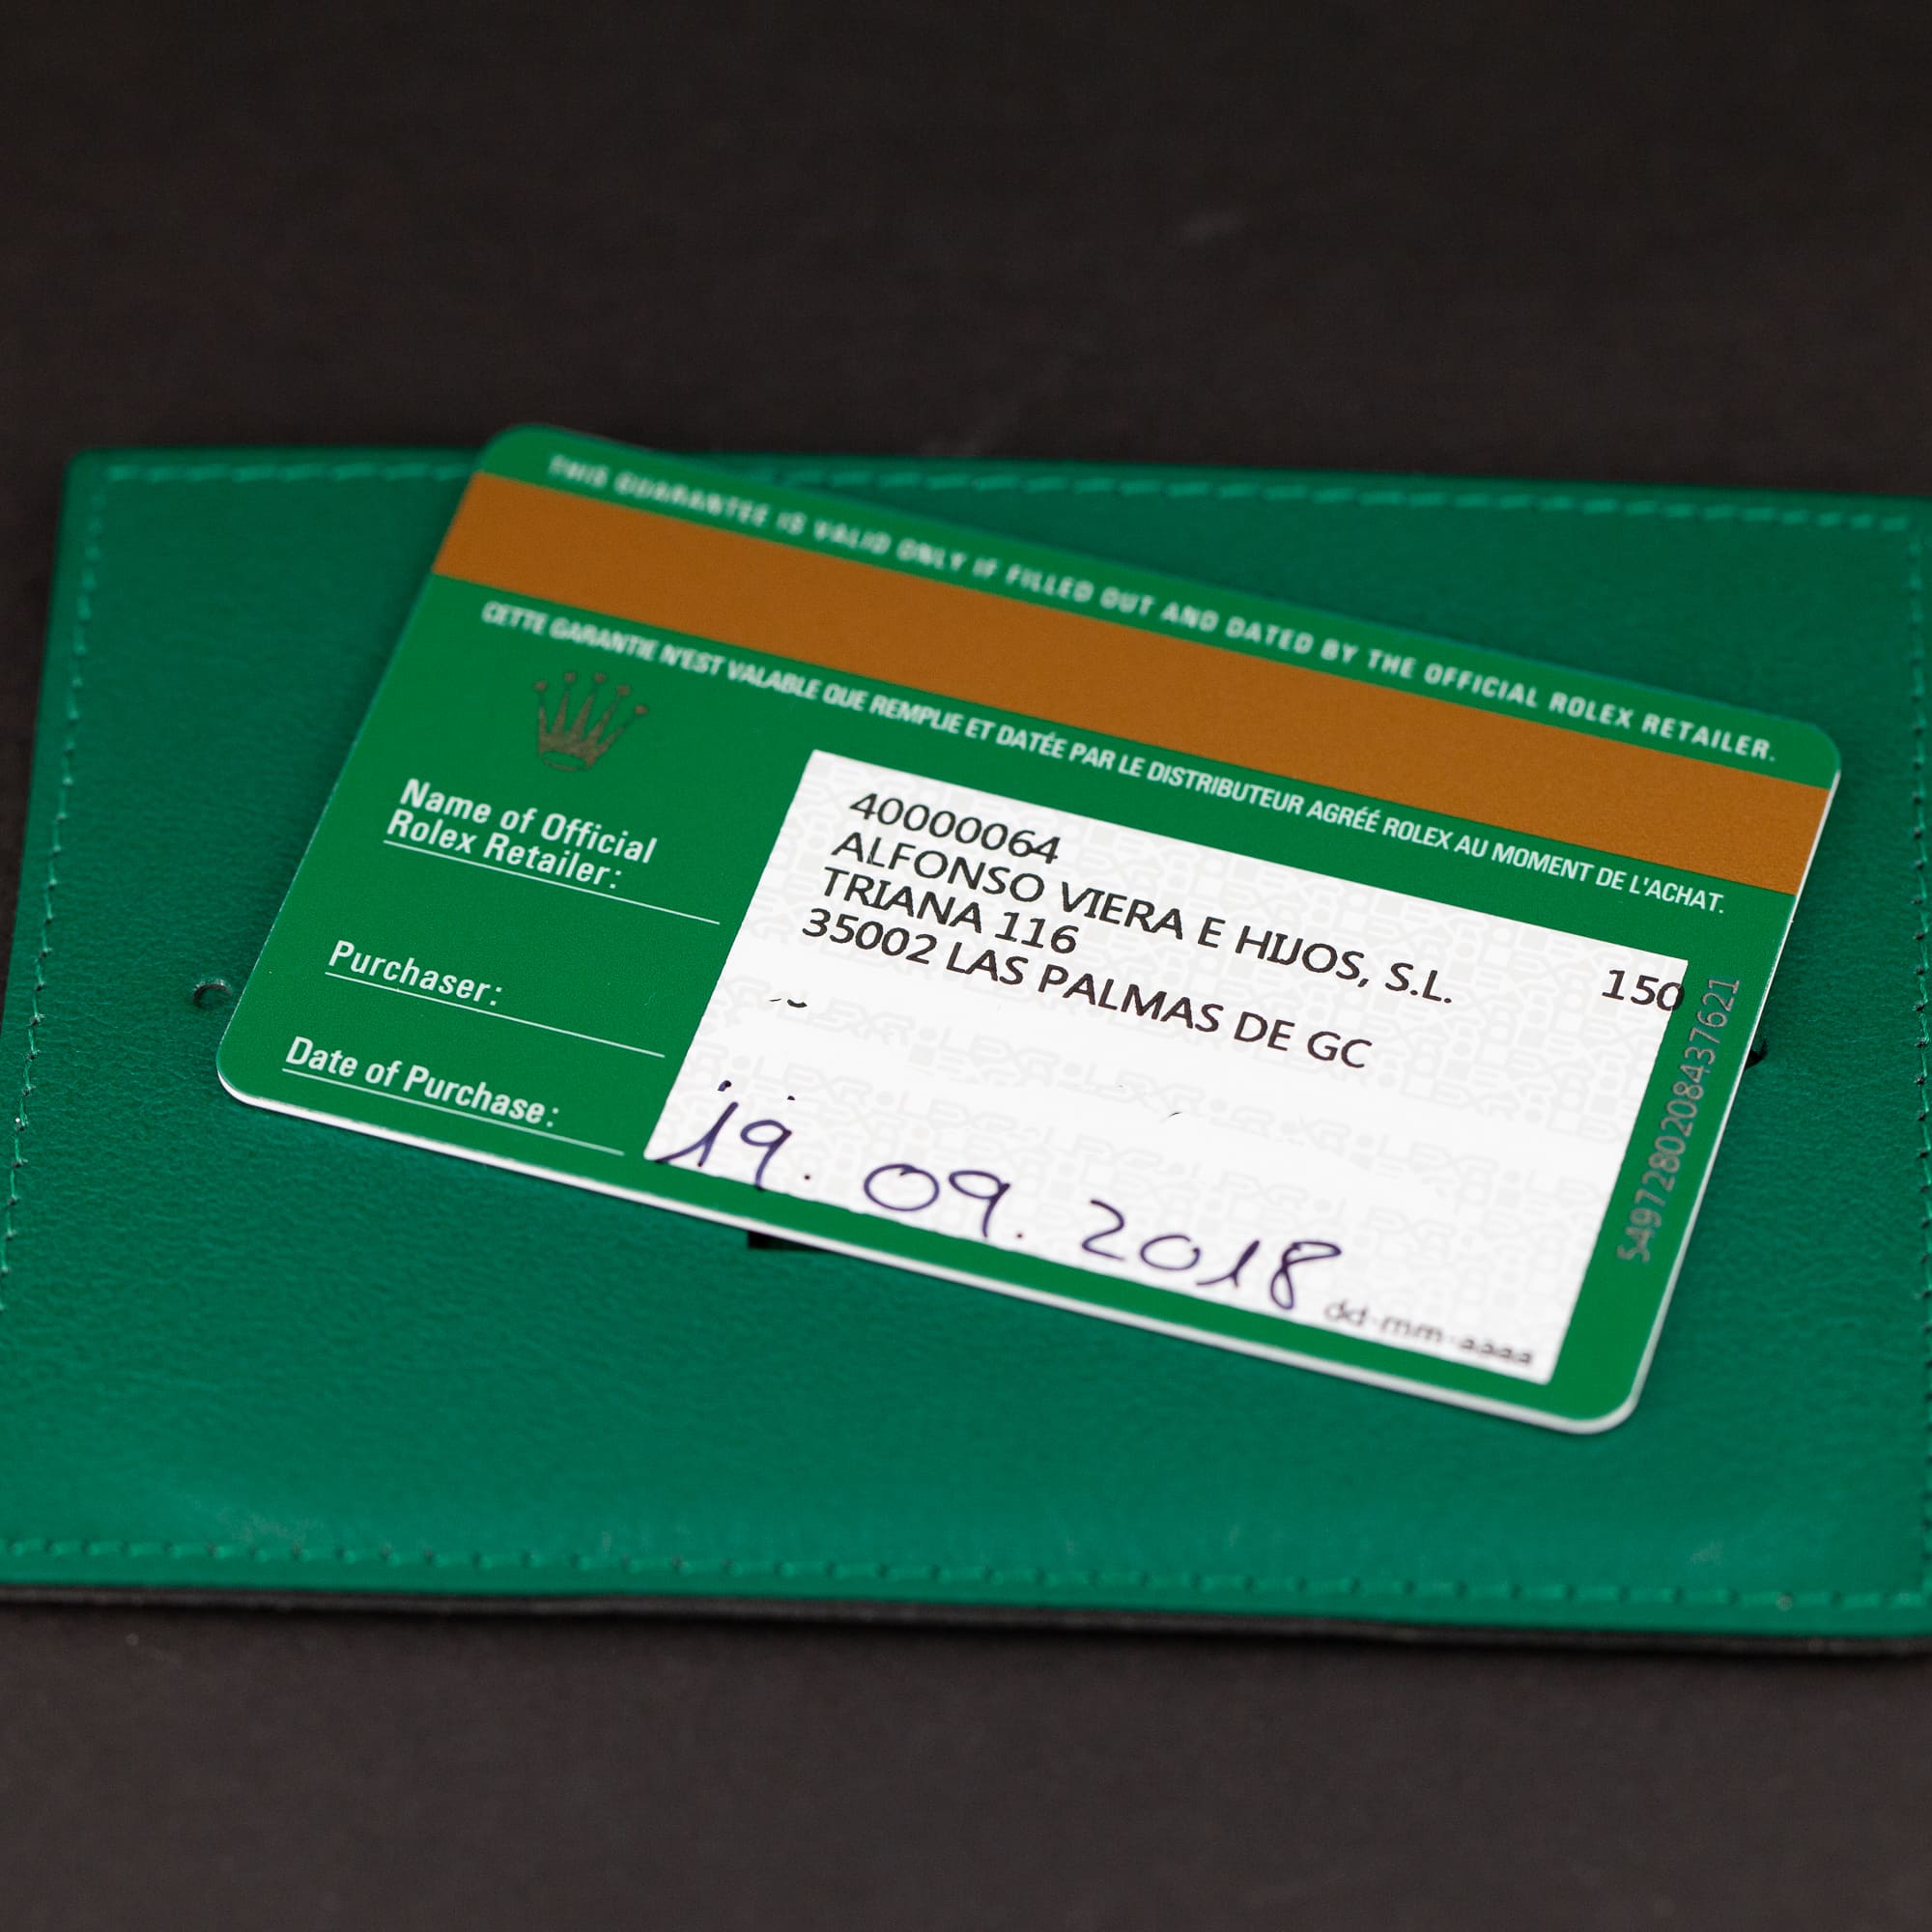 THIS GUARANTEE IS VALID ONLY IF FILLED OUT AND DATED BY THE OFFICIAL ROLEX RETAILER.
CETTE GARANTIE N'EST VALABLE QUE REMPLIE ET DATÉE PAR LE DISTRIBUTEUR AGRÉÉ ROLEX AU MOMENT DE L'ACHAT.
Name of Official
Rolex Retailer:
40000064
ALFONSO VIERA E HIJOS, S.L.
TRIANA 116
150
35002 LAS PALMAS DE GC
Purchaser:
Date of Purchase:
19. 09. 2018
dd-mm-aaaa
5497280208437621